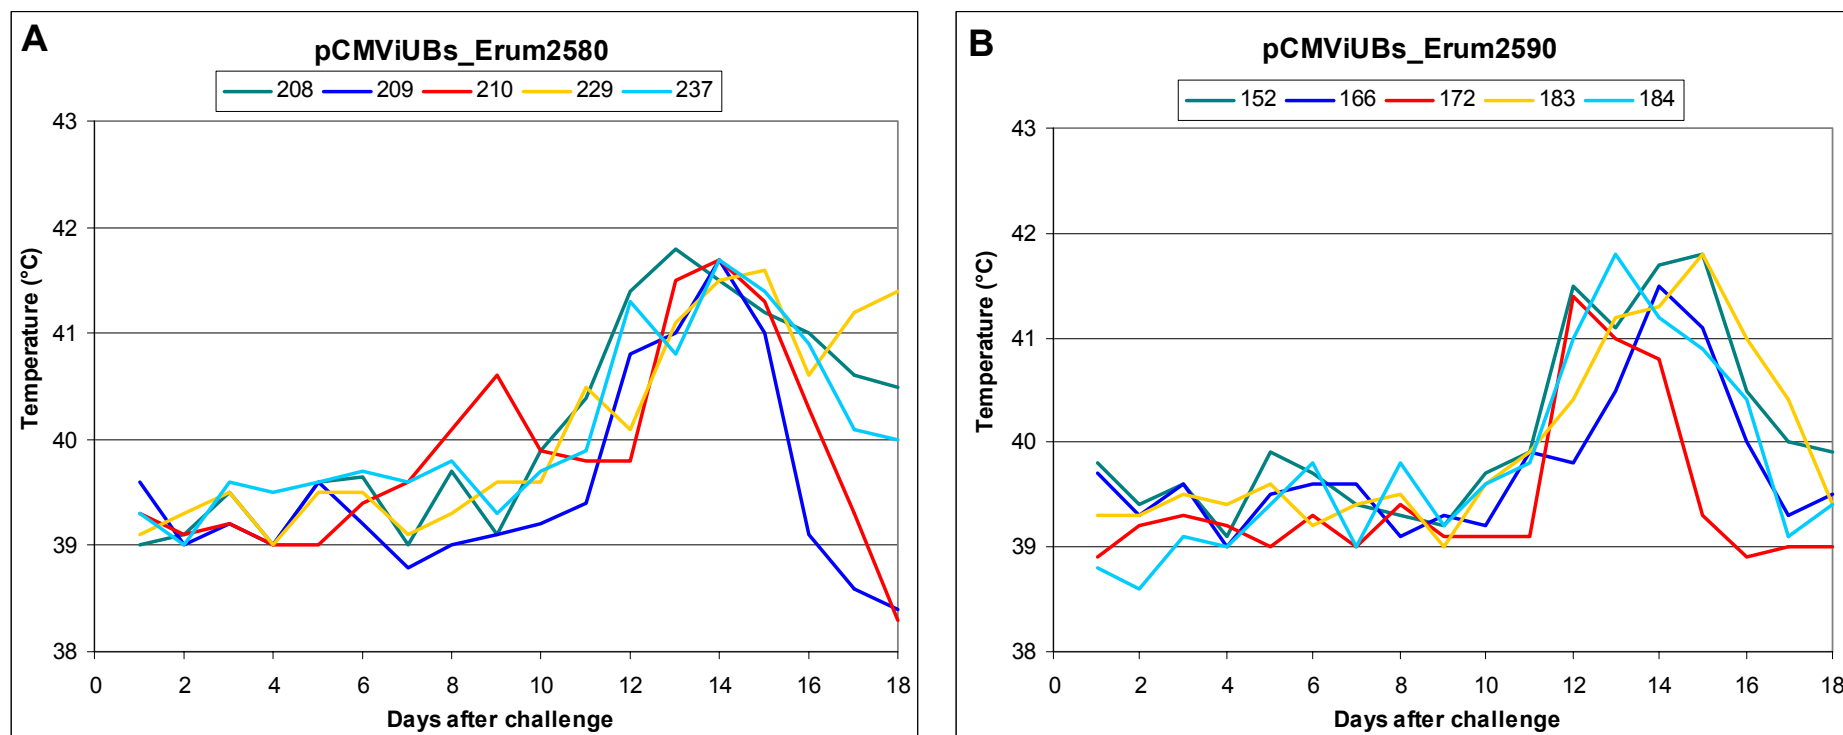 A
pCMViUBs_Erum2580
208 209 210 229 237
43
42
41
40
39
38
Temperature (°C)
0 2 4 6 8 10 12 14 16 18
Days after challenge
B
pCMViUBs_Erum2590
152 166 172 183 184
43
42
41
40
39
38
Temperature (°C)
0 2 4 6 8 10 12 14 16 18
Days after challenge